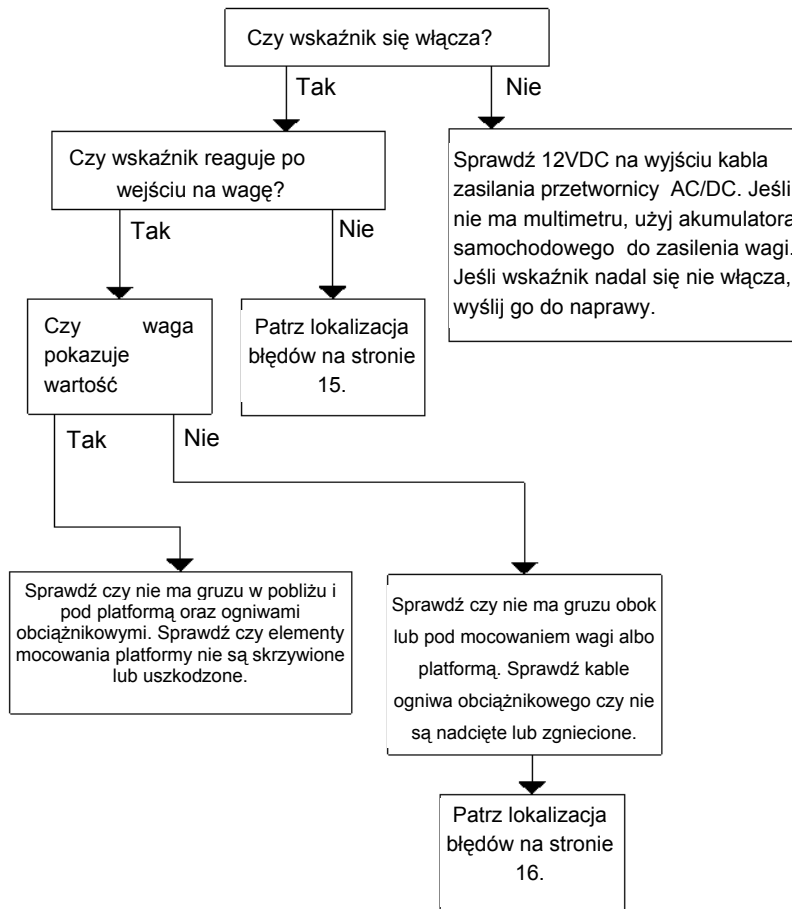 Czy wskaźnik się włącza?
Tak
Nie
Czy wskaźnik reaguje po
wejściu na wagę?
Sprawdź 12VDC na wyjściu kabla
zasilania przetwornicy AC/DC. Jeśli
nie ma multimetru, użyj akumulatora
samochodowego do zasilenia wagi.
Jeśli wskaźnik nadal się nie włącza,
wyślij go do naprawy.
Tak
Nie
Czy waga
pokazuje
wartość
Patrz lokalizacja
błędów na stronie
15.
Tak
Nie
Sprawdź czy nie ma gruzu w pobliżu i
pod platformą oraz ogniwami
obciążnikowymi. Sprawdź czy elementy
mocowania platformy nie są skrzywione
lub uszkodzone.
Sprawdź czy nie ma gruzu obok
lub pod mocowaniem wagi albo
platformą. Sprawdź kable
ogniwa obciążnikowego czy nie
są nadcięte lub zgniecione.
Patrz lokalizacja
błędów na stronie
16.